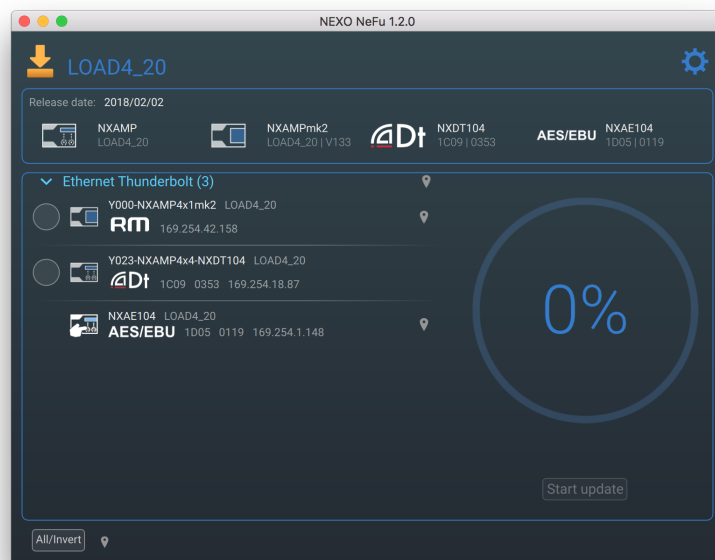 NEXO NeFu 1.2.0
LOAD4_20
Release date: 2018/02/02
NXAMP
LOAD4_20
NXAMPmk2
LOAD4_20 | V133
Dt
NXDT104
1C09 | 0353
AES/EBU
NXAE104
1D05 | 0119
Ethernet Thunderbolt (3)
Y000-NXAMP4x1mk2 LOAD4_20
RM 169.254.42.158
Y023-NXAMP4x4-NXDT104 LOAD4_20
Dt 1C09 0353 169.254.18.87
NXAE104 LOAD4_20
AES/EBU 1D05 0119 169.254.1.148
0%
Start update
All/Invert